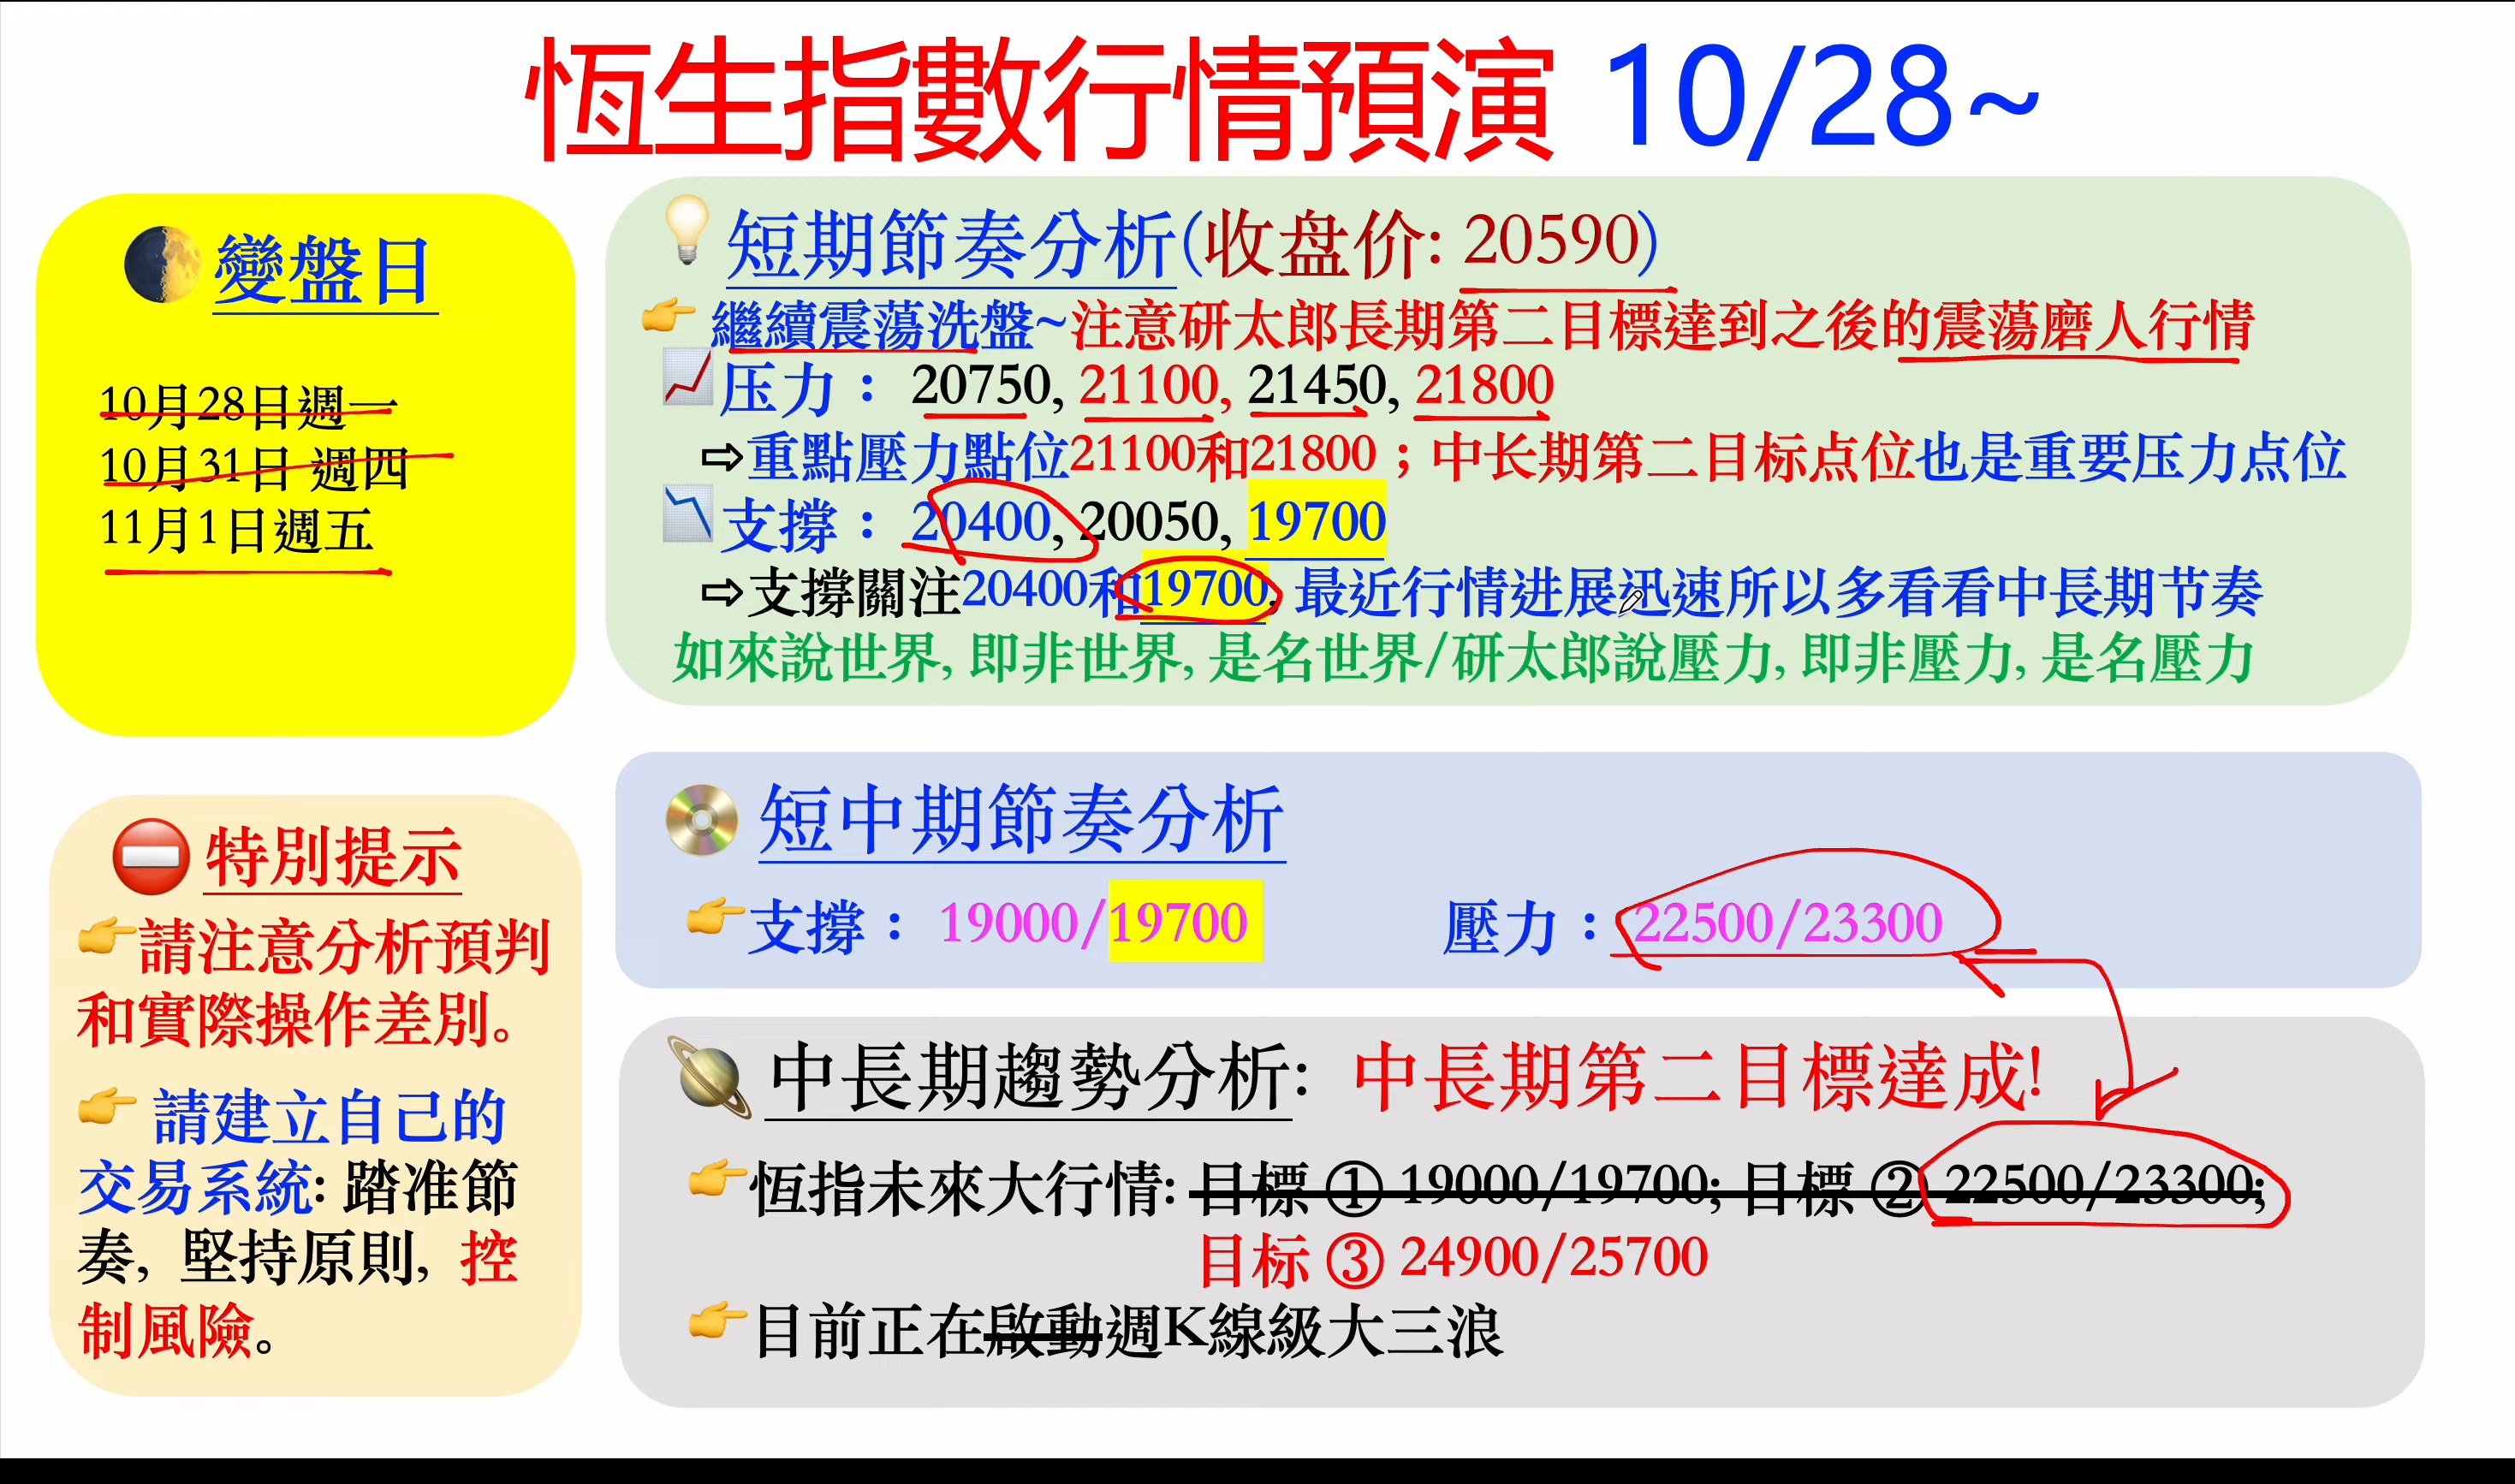 恆生指數行情預演 10/28~
變盤日
10月28日週一
10月31日 週四
11月1日週五
短期節奏分析(收盘价: 20590)
繼續震蕩洗盤~注意研太郎長期第二目標達到之後的震蕩磨人行情
压力： 20750, 21100, 21450, 21800
⇨重點壓力點位21100和21800；中长期第二目标点位也是重要压力点位
支撐： 20400, 20050, 19700
⇨支撐關注20400和19700, 最近行情进展迅速所以多看看中長期节奏
如來說世界, 即非世界, 是名世界/研太郎說壓力, 即非壓力, 是名壓力
特別提示
請注意分析預判
和實際操作差別。
請建立自己的
交易系統: 踏准節
奏, 堅持原則, 控
制風險。
短中期節奏分析
支撐： 19000/19700 壓力：22500/23300
中長期趨勢分析: 中長期第二目標達成!
恆指未來大行情: 目標 ① 19000/19700; 目標 ② 22500/23300;
目标 ③ 24900/25700
目前正在啟動週K線級大三浪